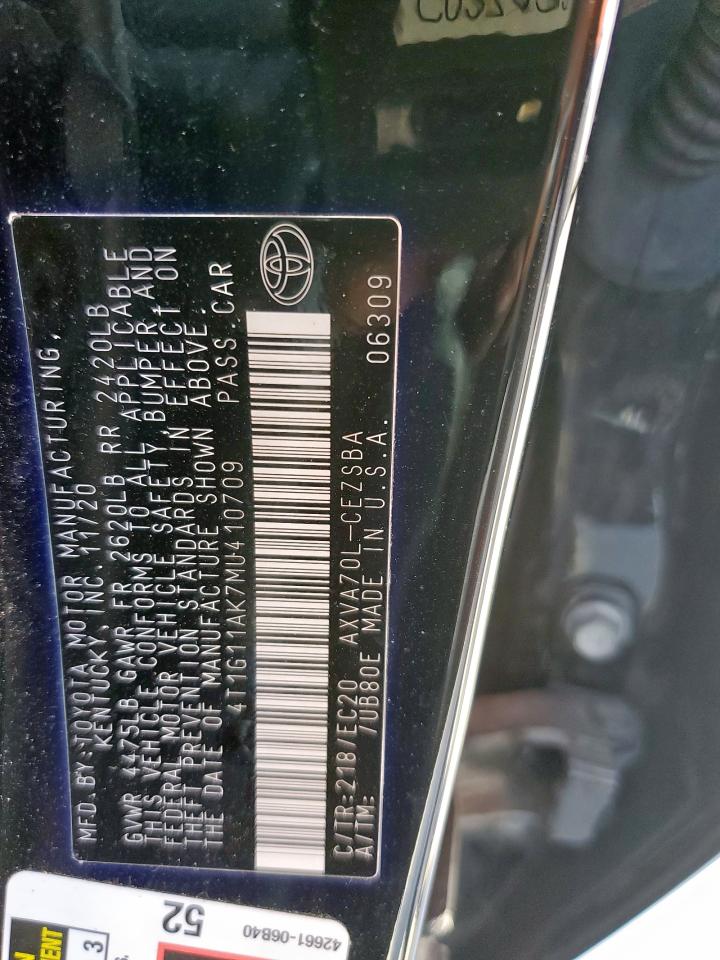 MFD. BY: TOYOTA MOTOR MANUFACTURING,
KENTUCKY, INC. 11/20
GVWR 4475LB GAWR FR 2620LB RR 2420LB
THIS VEHICLE CONFORMS TO ALL APPLICABLE
FEDERAL MOTOR VEHICLE SAFETY, BUMPER, AND
THEFT PREVENTION STANDARDS IN EFFECT ON
THE DATE OF MANUFACTURE SHOWN ABOVE.
4T1G11AK7MU410709 PASS.CAR
C/TR:218/EC20 AXVA70L-CEZSBA
A/TM: /UB80E MADE IN U.S.A. 06309
52
42661-06B40
3